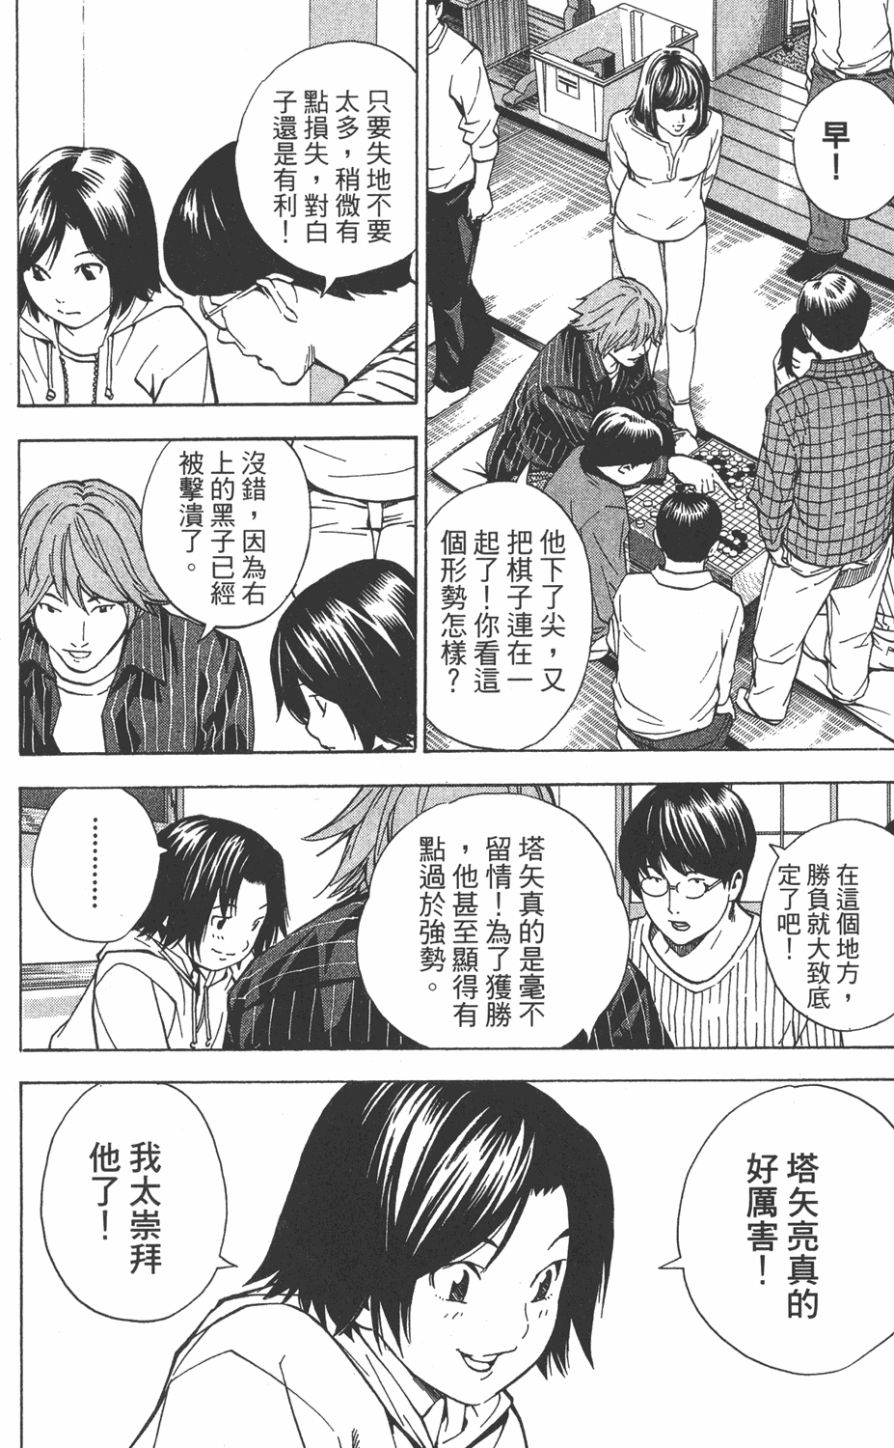 早！
他下了尖，又
把棋子連在一
起了！你看這
個形勢怎樣？
只要失地不要
太多，稍微有
點損失，對白
子還是有利！
沒錯，因為右
上的黑子已經
被擊潰了。
在這個地方，
勝負就大致底
定了吧！
塔矢真的是毫不
留情！為了獲勝
，他甚至顯得有
點過於強勢。
…………
塔矢亮真的
好厲害！
我太崇拜
他了！